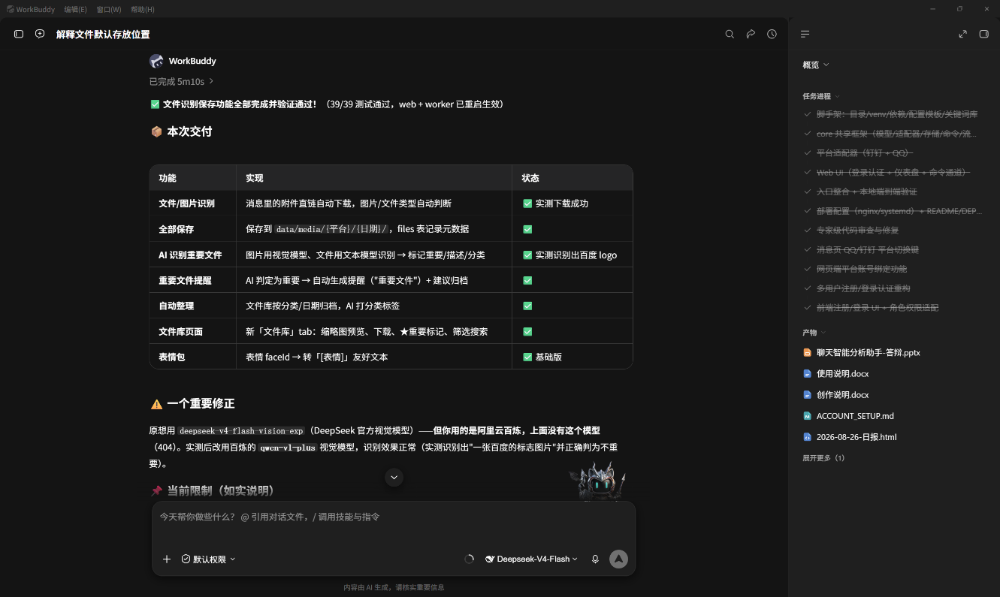 WorkBuddy 编辑(E) 窗口(W) 帮助(H)
解释文件默认存放位置
WorkBuddy
已完成 5m10s
✅ 文件识别保存功能全部完成并验证通过！（39/39 测试通过，web + worker 已重启生效）
📦 本次交付
功能 实现 状态
文件/图片识别 消息里的附件直链自动下载，图片/文件类型自动判断 ✅ 实测下载成功
全部保存 保存到 data/media/{平台}/{日期}/，files 表记录元数据 ✅
AI 识别重要文件 图片用视觉模型、文件用文本模型识别 → 标记重要/描述/分类 ✅ 实测识别出百度 logo
重要文件提醒 AI 判定为重要 → 自动生成提醒（"重要文件"）+ 建议归档 ✅
自动整理 文件库按分类/日期归档，AI 打分类标签 ✅
文件库页面 新「文件库」tab：缩略图预览、下载、★重要标记、筛选搜索 ✅
表情包 表情 faceId → 转「[表情]」友好文本 ✅ 基础版
⚠️ 一个重要修正
原想用 deepseek-v4-flash-vision-exp（DeepSeek 官方视觉模型）——但你用的是阿里云百炼，上面没有这个模型
（404）。实测后改用百炼的 qwen-vl-plus 视觉模型，识别效果正常（实测识别出"一张百度的标志图片"并正确判为不重
要）。
📌 当前限制（如实说明）
今天帮你做些什么？ @ 引用对话文件，/ 调用技能与指令
默认权限 Deepseek-V4-Flash
内容由 AI 生成，请核实重要信息
概览
任务进程
脚手架：目录/venv/依赖/配置模板/关键词库
core 共享框架（模型/适配器/存储/命令/流...
平台适配器（钉钉 + QQ）
Web UI（登录认证 + 仪表盘 + 命令通道）
入口整合 + 本地端到端验证
部署配置（nginx/systemd）+ README/DEP...
专家级代码审查与修复
消息页 QQ/钉钉 平台切换键
网页端平台账号绑定功能
多用户注册/登录认证重构
前端注册/登录 UI + 角色权限适配
产物
聊天智能分析助手-答辩.pptx
使用说明.docx
创作说明.docx
ACCOUNT_SETUP.md
2026-08-26-日报.html
展开更多（1）